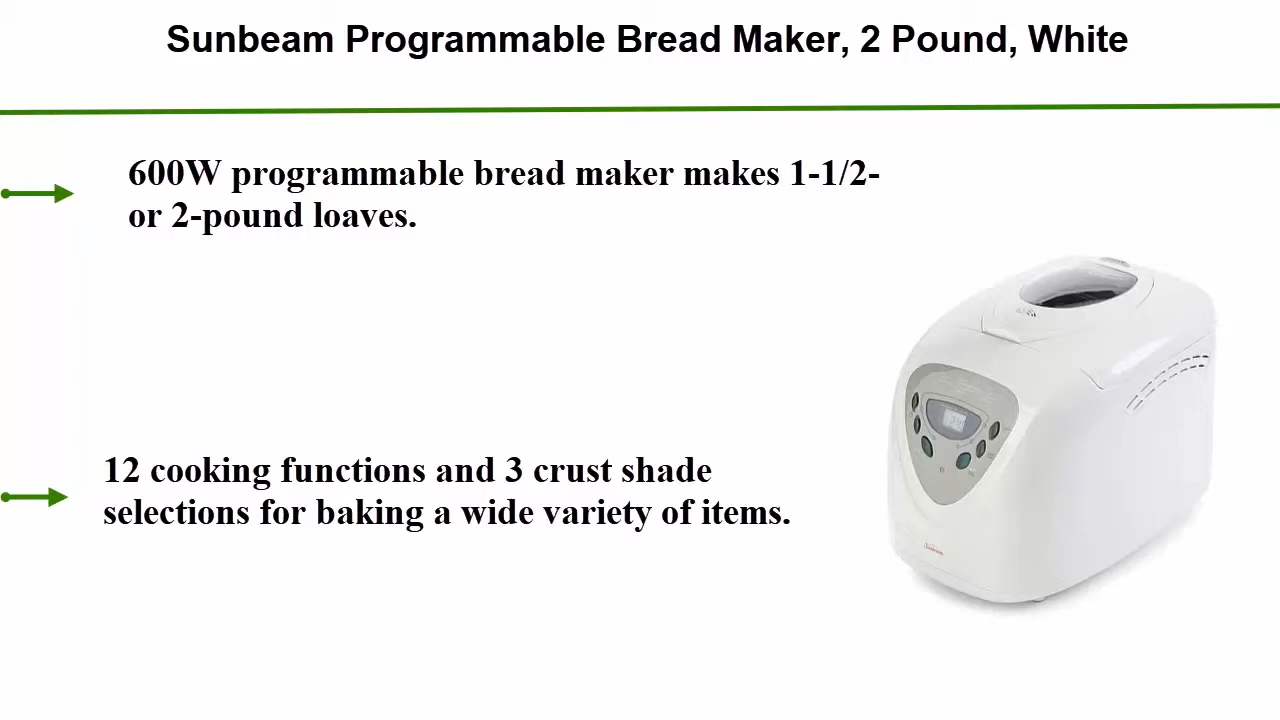 Sunbeam Programmable Bread Maker, 2 Pound, White
600W programmable bread maker makes 1-1/2-
or 2-pound loaves.
12 cooking functions and 3 crust shade
selections for baking a wide variety of items.
Sunbeam